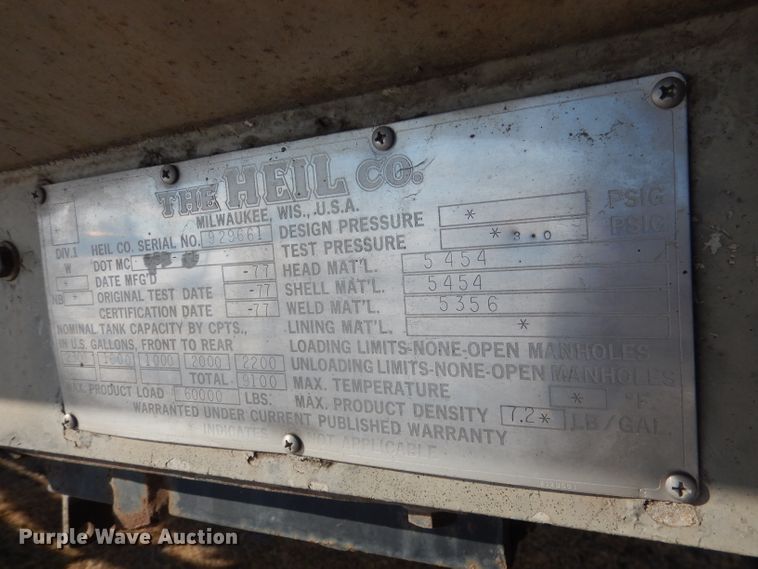 THE HEIL CO.
MILWAUKEE, WIS., U.S.A.
DIV.1 HEIL CO. SERIAL NO. 929661
W DOT MC
DATE MFG'D -77
NB - ORIGINAL TEST DATE -77
CERTIFICATION DATE -77
NOMINAL TANK CAPACITY BY CPTS.,
IN U.S. GALLONS, FRONT TO REAR
1600 1000 2000 2200
TOTAL 9100
MAX. PRODUCT LOAD 60000 LBS.
DESIGN PRESSURE * PSIG
TEST PRESSURE PSIG
HEAD MAT'L. 5454
SHELL MAT'L. 5454
WELD MAT'L. 5356
LINING MAT'L. *
LOADING LIMITS-NONE-OPEN MANHOLES
UNLOADING LIMITS-NONE-OPEN MANHOLES
MAX. TEMPERATURE * °F
MAX. PRODUCT DENSITY 7.2* LB/GAL.
WARRANTED UNDER CURRENT PUBLISHED WARRANTY
* INDICATES NOT APPLICABLE
Purple Wave Auction